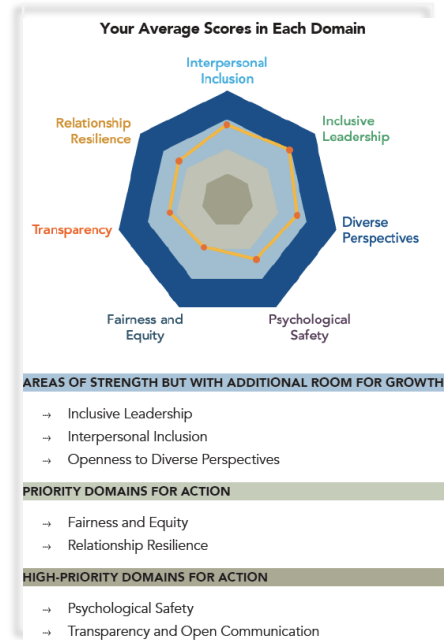 Your Average Scores in Each Domain
Interpersonal
Inclusion
Relationship
Resilience
Inclusive
Leadership
Transparency
Diverse
Perspectives
Fairness and
Equity
Psychological
Safety
AREAS OF STRENGTH BUT WITH ADDITIONAL ROOM FOR GROWTH
→ Inclusive Leadership
→ Interpersonal Inclusion
→ Openness to Diverse Perspectives
PRIORITY DOMAINS FOR ACTION
→ Fairness and Equity
→ Relationship Resilience
HIGH-PRIORITY DOMAINS FOR ACTION
→ Psychological Safety
→ Transparency and Open Communication